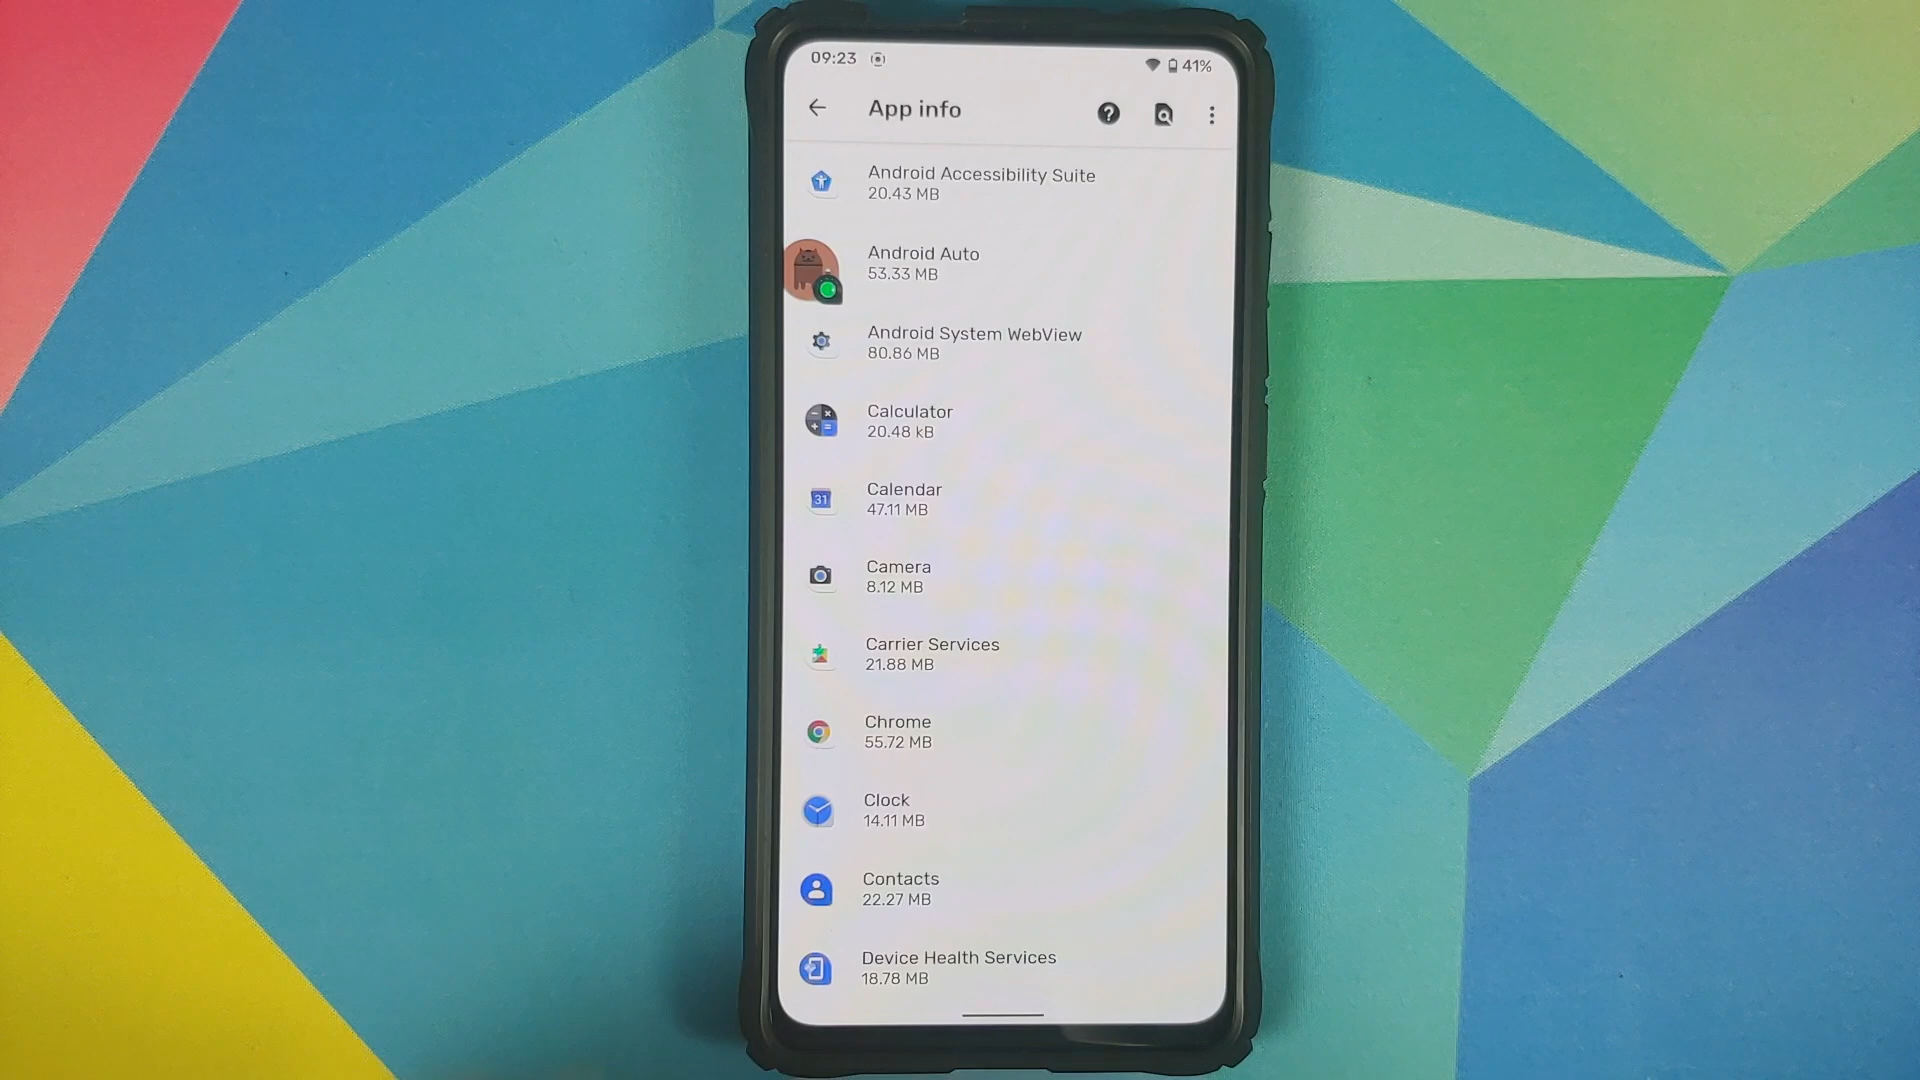 09:23
41%
App info
Android Accessibility Suite
20.43 MB
Android Auto
53.33 MB
Android System WebView
80.86 MB
Calculator
20.48 kB
Calendar
31
47.11 MB
Camera
8.12 MB
Carrier Services
21.88 MB
Chrome
55.72 MB
Clock
14.11 MB
Contacts
22.27 MB
Device Health Services
18.78 MB